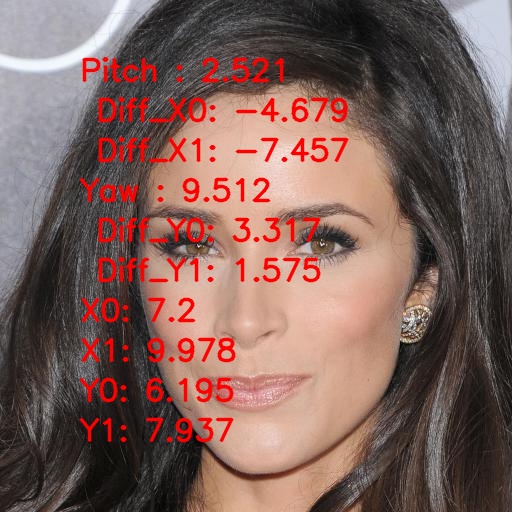 Pitch : 2.521
Diff_X0: -4.679
Diff_X1: -7.457
Yaw : 9.512
Diff_Y0: 3.317
Diff_Y1: 1.575
X0: 7.2
X1: 9.978
Y0: 6.195
Y1: 7.937